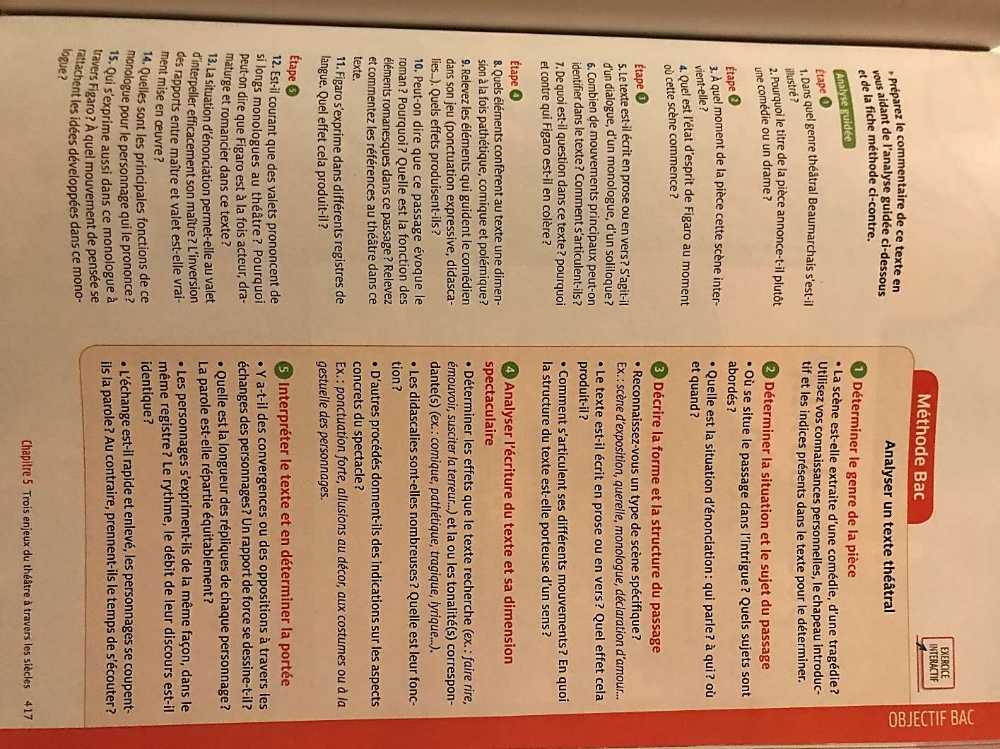 ▸ Préparez le commentaire de ce texte en
vous aidant de l'analyse guidée ci-dessous
et de la fiche méthode ci-contre.
Analyse guidée
Étape 1
1. Dans quel genre théâtral Beaumarchais s'est-il
illustré ?
2. Pourquoi le titre de la pièce annonce-t-il plutôt
une comédie ou un drame ?
Étape 2
3. À quel moment de la pièce cette scène inter-
vient-elle ?
4. Quel est l'état d'esprit de Figaro au moment
où cette scène commence ?
Étape 3
5. Le texte est-il écrit en prose ou en vers ? S'agit-il
d'un dialogue, d'un monologue, d'un soliloque ?
6. Combien de mouvements principaux peut-on
identifier dans le texte ? Comment s'articulent-ils ?
7. De quoi est-il question dans ce texte ? pourquoi
et contre qui Figaro est-il en colère ?
Étape 4
8. Quels éléments confèrent au texte une dimen-
sion à la fois pathétique, comique et polémique ?
9. Relevez les éléments qui guident le comédien
dans son jeu (ponctuation expressive, didasca-
lies…). Quels effets produisent-ils ?
10. Peut-on dire que ce passage évoque le
roman ? Pourquoi ? Quelle est la fonction des
éléments romanesques dans ce passage ? Relevez
et commentez les références au théâtre dans ce
texte.
11. Figaro s'exprime dans différents registres de
langue. Quel effet cela produit-il ?
Étape 5
12. Est-il courant que des valets prononcent de
si longs monologues au théâtre ? Pourquoi
peut-on dire que Figaro est à la fois acteur, dra-
maturge et romancier dans ce texte ?
13. La situation d'énonciation permet-elle au valet
d'interpeller efficacement son maître ? L'inversion
des rapports entre maître et valet est-elle vrai-
ment mise en œuvre ?
14. Quelles sont les principales fonctions de ce
monologue pour le personnage qui le prononce ?
15. Qui s'exprime aussi dans ce monologue à
travers Figaro ? À quel mouvement de pensée se
rattachent les idées développées dans ce mono-
logue ?
Méthode Bac
EXERCICE
INTERACTIF
Analyser un texte théâtral
1 Déterminer le genre de la pièce
• La scène est-elle extraite d'une comédie, d'une tragédie ?
Utilisez vos connaissances personnelles, le chapeau introduc-
tif et les indices présents dans le texte pour le déterminer.
2 Déterminer la situation et le sujet du passage
• Où se situe le passage dans l'intrigue ? Quels sujets sont
abordés ?
• Quelle est la situation d'énonciation : qui parle ? à qui ? où
et quand ?
3 Décrire la forme et la structure du passage
• Reconnaissez-vous un type de scène spécifique ?
Ex. : scène d'exposition, querelle, monologue, déclaration d'amour…
• Le texte est-il écrit en prose ou en vers ? Quel effet cela
produit-il ?
• Comment s'articulent ses différents mouvements ? En quoi
la structure du texte est-elle porteuse d'un sens ?
4 Analyser l'écriture du texte et sa dimension
spectaculaire
• Déterminer les effets que le texte recherche (ex. : faire rire,
émouvoir, susciter la terreur…) et la ou les tonalité(s) correspon-
dante(s) (ex. : comique, pathétique, tragique, lyrique…).
• Les didascalies sont-elles nombreuses ? Quelle est leur fonc-
tion ?
• D'autres procédés donnent-ils des indications sur les aspects
concrets du spectacle ?
Ex. : ponctuation forte, allusions au décor, aux costumes ou à la
gestuelle des personnages.
5 Interpréter le texte et en déterminer la portée
• Y a-t-il des convergences ou des oppositions à travers les
échanges des personnages ? Un rapport de force se dessine-t-il ?
• Quelle est la longueur des répliques de chaque personnage ?
La parole est-elle répartie équitablement ?
• Les personnages s'expriment-ils de la même façon, dans le
même registre ? Le rythme, le débit de leur discours est-il
identique ?
• L'échange est-il rapide et enlevé, les personnages se coupent-
ils la parole ? Au contraire, prennent-ils le temps de s'écouter ?
OBJECTIF BAC
Chapitre 5 Trois enjeux du théâtre à travers les siècles 417